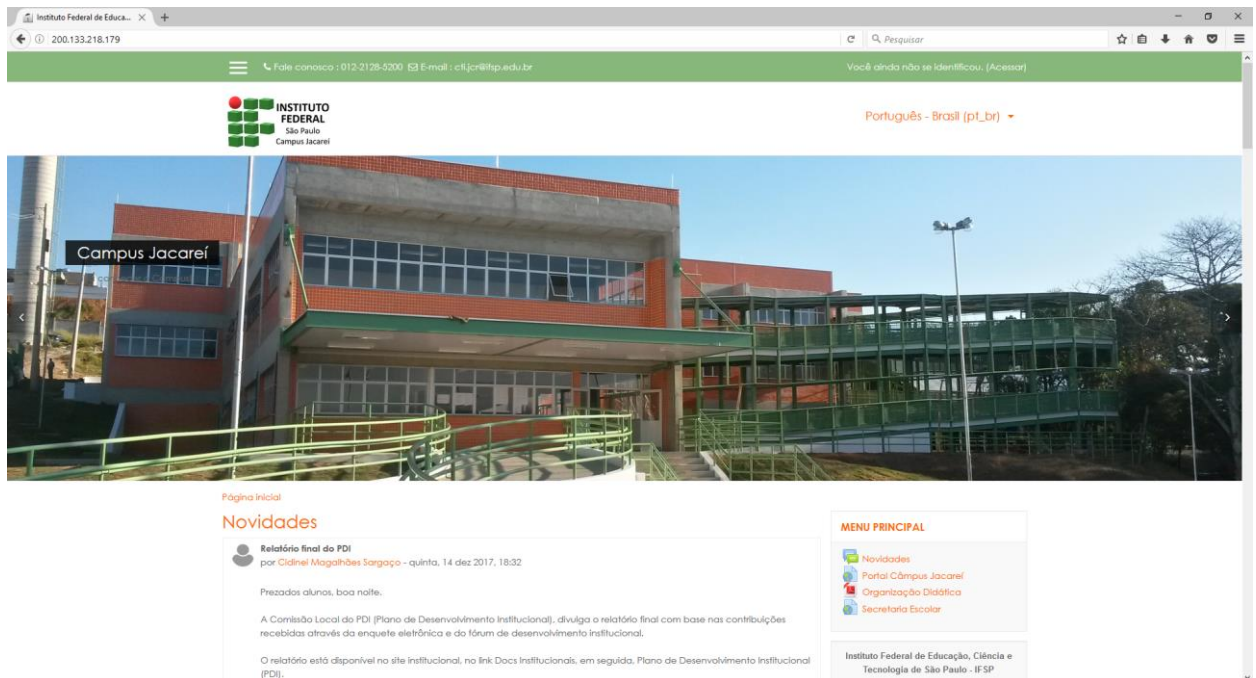 Instituto Federal de Educa...
200.133.218.179
Pesquisar
Fale conosco : 012-2128-5200 E-mail : cti.jcr@ifsp.edu.br
Você ainda não se identificou. (Acessar)
INSTITUTO
FEDERAL
São Paulo
Campus Jacareí
Português - Brasil (pt_br)
Campus Jacareí
Página inicial
Novidades
Relatório final do PDI
por Cidinei Magalhães Sargaço - quinta, 14 dez 2017, 18:32
Prezados alunos, boa noite.
A Comissão Local do PDI (Plano de Desenvolvimento Institucional), divulga o relatório final com base nas contribuições
recebidas através da enquete eletrônica e do fórum de desenvolvimento institucional.
O relatório está disponível no site institucional, no link Docs Institucionais, em seguida, Plano de Desenvolvimento Institucional
(PDI).
MENU PRINCIPAL
Novidades
Portal Câmpus Jacareí
Organização Didática
Secretaria Escolar
Instituto Federal de Educação, Ciência e
Tecnologia de São Paulo - IFSP